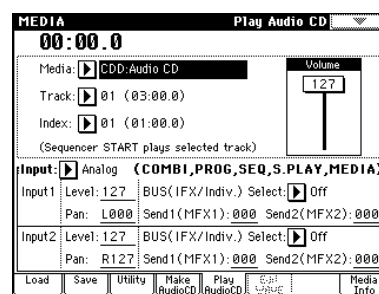 MEDIA Play Audio CD
00:00.0
Media: CDD:Audio CD
Volume
127
Track: 01 (03:00.0)
Index: 01 (01:00.0)
(Sequencer START plays selected track)
Input: Analog (COMBI,PROG,SEQ,S.PLAY,MEDIA)
Input1 Level: 127 BUS(IFX/Indiv.) Select: Off
Pan: L000 Send1(MFX1): 000 Send2(MFX2): 000
Input2 Level: 127 BUS(IFX/Indiv.) Select: Off
Pan: R127 Send1(MFX1): 000 Send2(MFX2): 000
Load Save Utility Make AudioCD Play AudioCD Edit WAVE Media Info